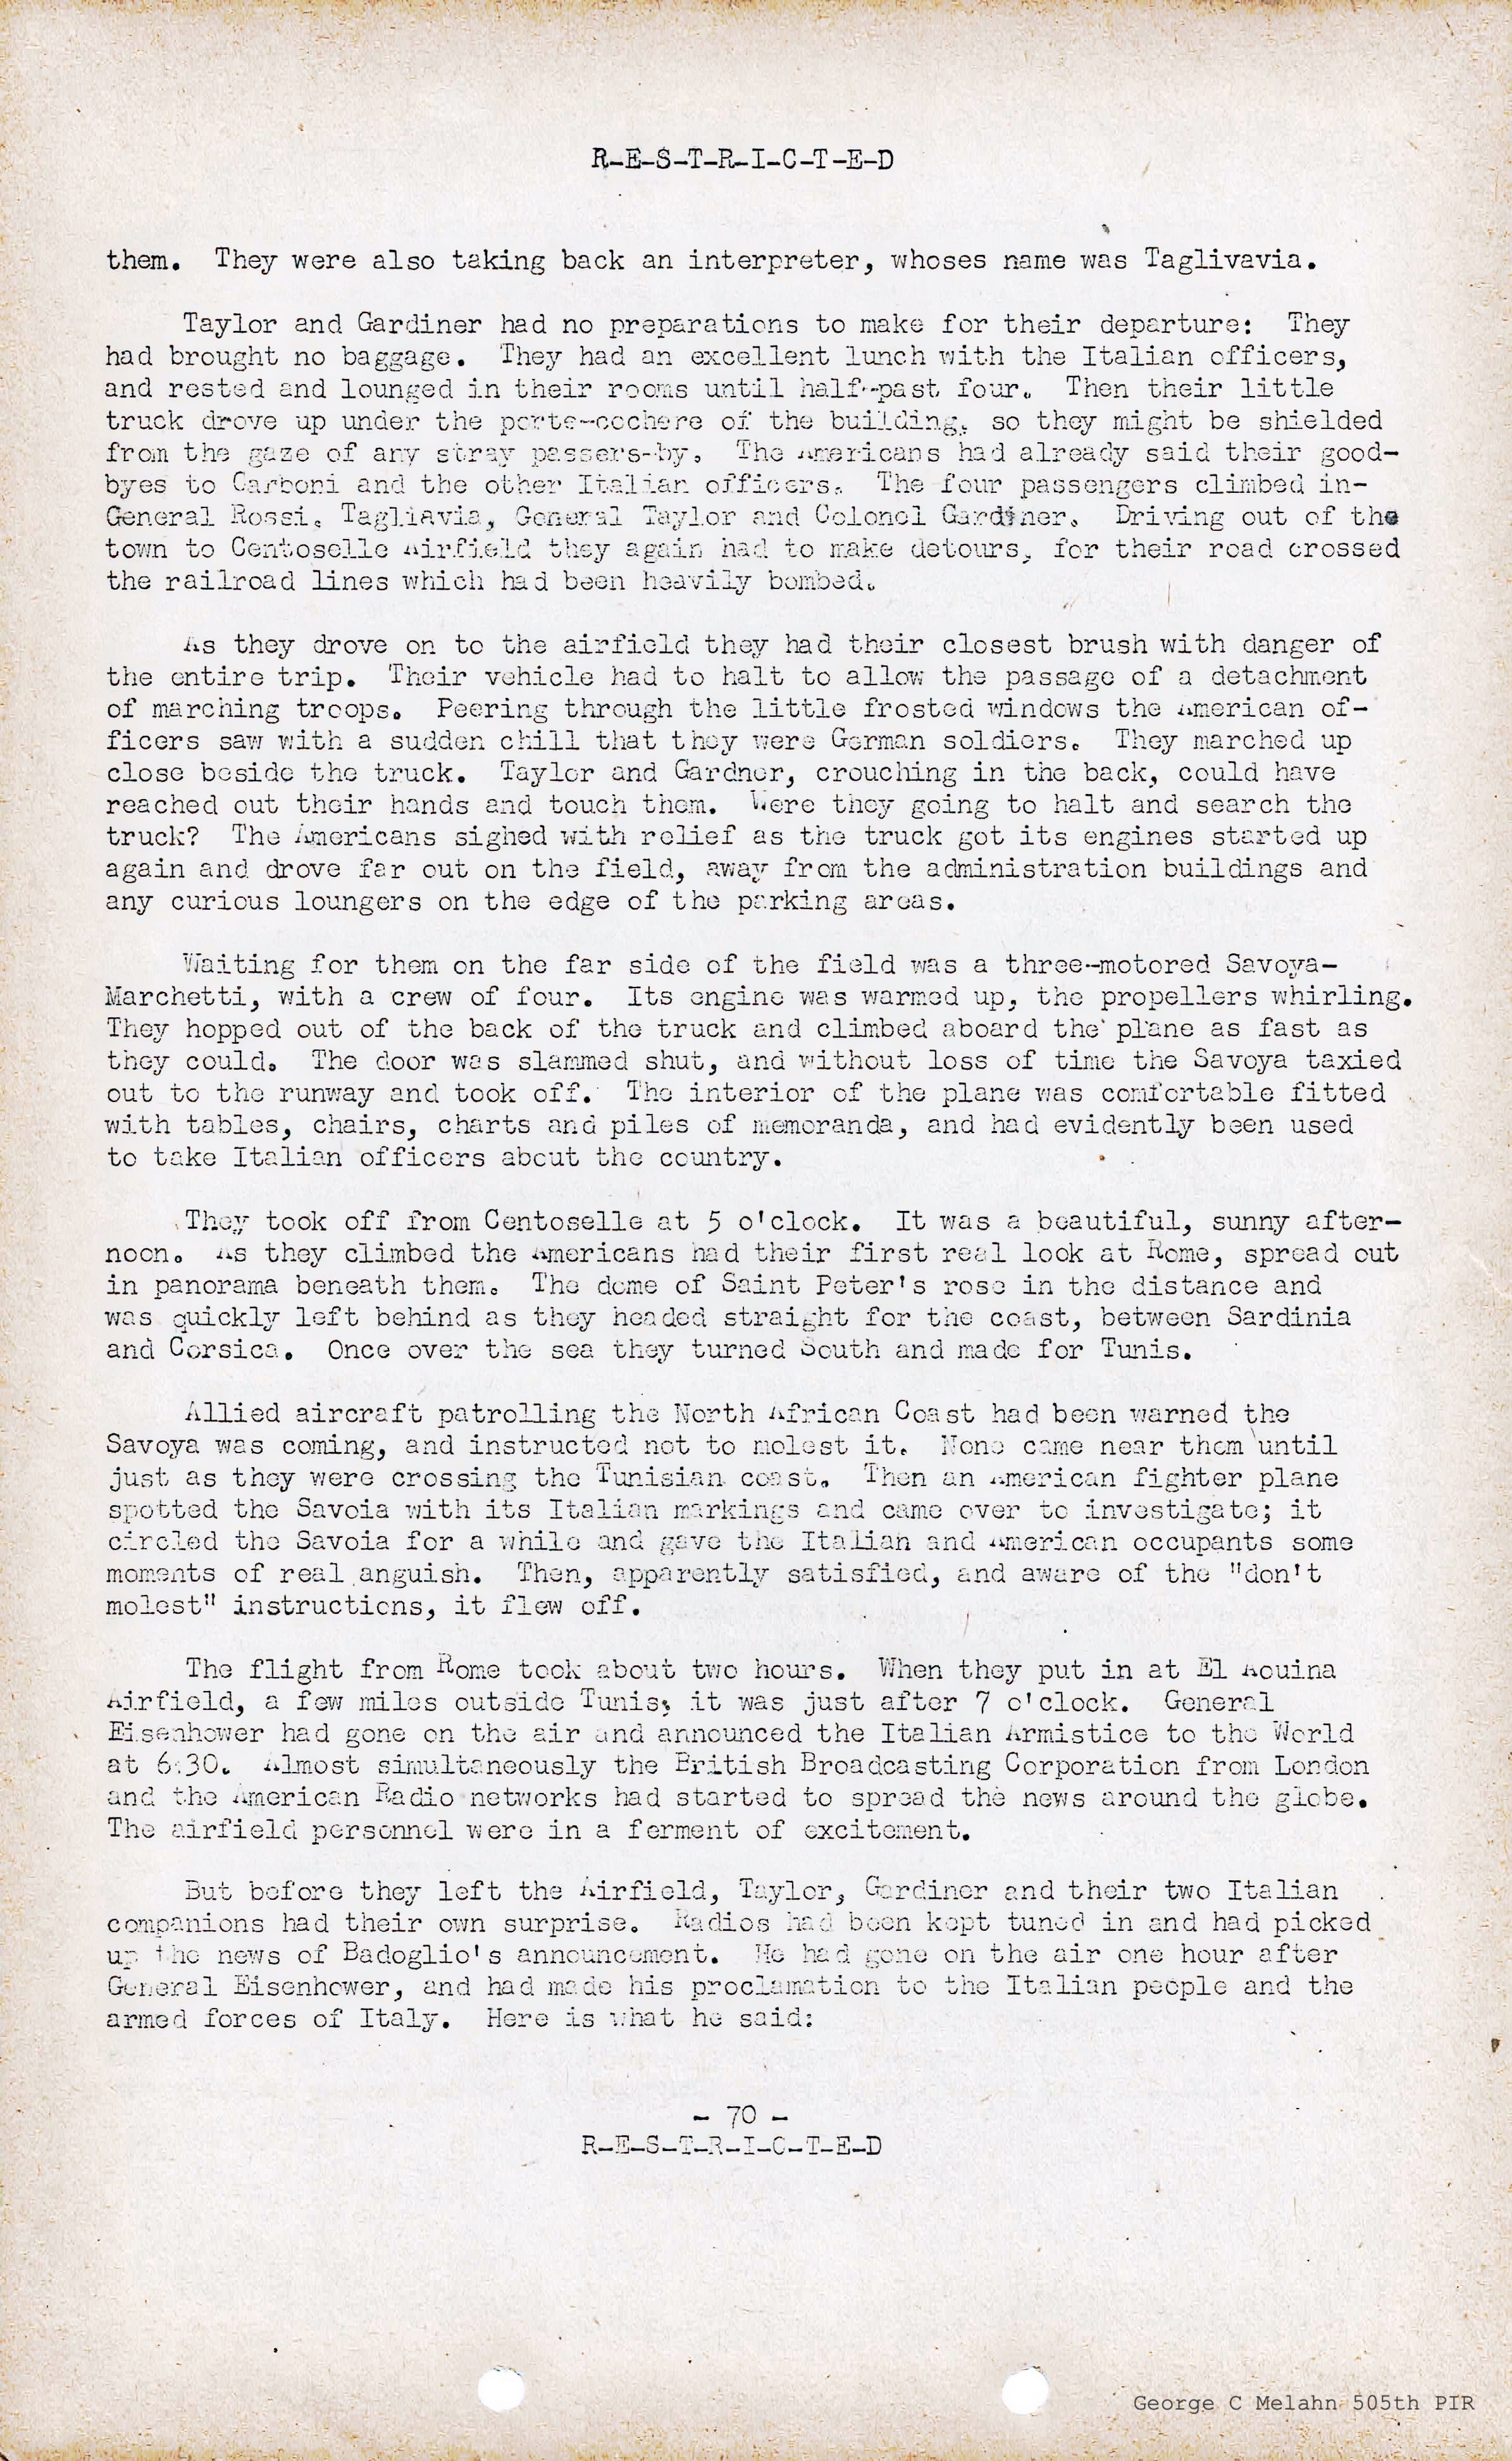 R-E-S-T-R-I-C-T-E-D
them. They were also taking back an interpreter, whoses name was Taglivavia.
Taylor and Gardiner had no preparations to make for their departure: They
had brought no baggage. They had an excellent lunch with the Italian officers,
and rested and lounged in their rooms until half-past four. Then their little
truck drove up under the porte-cochere of the building, so they might be shielded
from the gaze of any stray passers-by. The Americans had already said their good-
byes to Carboni and the other Italian officers. The four passengers climbed in-
General Rossi, Tagliavia, General Taylor and Colonel Gardiner. Driving out of the
town to Centoselle Airfield they again had to make detours, for their road crossed
the railroad lines which had been heavily bombed.
As they drove on to the airfield they had their closest brush with danger of
the entire trip. Their vehicle had to halt to allow the passage of a detachment
of marching troops. Peering through the little frosted windows the American of-
ficers saw with a sudden chill that they were German soldiers. They marched up
close beside the truck. Taylor and Gardner, crouching in the back, could have
reached out their hands and touch them. Were they going to halt and search the
truck? The Americans sighed with relief as the truck got its engines started up
again and drove far out on the field, away from the administration buildings and
any curious loungers on the edge of the parking areas.
Waiting for them on the far side of the field was a three-motored Savoya-
Marchetti, with a crew of four. Its engine was warmed up, the propellers whirling.
They hopped out of the back of the truck and climbed aboard the plane as fast as
they could. The door was slammed shut, and without loss of time the Savoya taxied
out to the runway and took off. The interior of the plane was comfortable fitted
with tables, chairs, charts and piles of memoranda, and had evidently been used
to take Italian officers about the country.
They took off from Centoselle at 5 o'clock. It was a beautiful, sunny after-
noon. As they climbed the Americans had their first real look at Rome, spread out
in panorama beneath them. The dome of Saint Peter's rose in the distance and
was quickly left behind as they headed straight for the coast, between Sardinia
and Corsica. Once over the sea they turned South and made for Tunis.
Allied aircraft patrolling the North African Coast had been warned the
Savoya was coming, and instructed not to molest it. None came near them until
just as they were crossing the Tunisian coast. Then an American fighter plane
spotted the Savoia with its Italian markings and came over to investigate; it
circled the Savoia for a while and gave the Italian and American occupants some
moments of real anguish. Then, apparently satisfied, and aware of the "don't
molest" instructions, it flew off.
The flight from Rome took about two hours. When they put in at El Aouina
Airfield, a few miles outside Tunis, it was just after 7 o'clock. General
Eisenhower had gone on the air and announced the Italian Armistice to the World
at 6:30. Almost simultaneously the British Broadcasting Corporation from London
and the American Radio networks had started to spread the news around the globe.
The airfield personnel were in a ferment of excitement.
But before they left the Airfield, Taylor, Gardiner and their two Italian
companions had their own surprise. Radios had been kept tuned in and had picked
up the news of Badoglio's announcement. He had gone on the air one hour after
General Eisenhower, and had made his proclamation to the Italian people and the
armed forces of Italy. Here is what he said:
- 70 -
R-E-S-T-R-I-C-T-E-D
George C Melahn 505th PIR